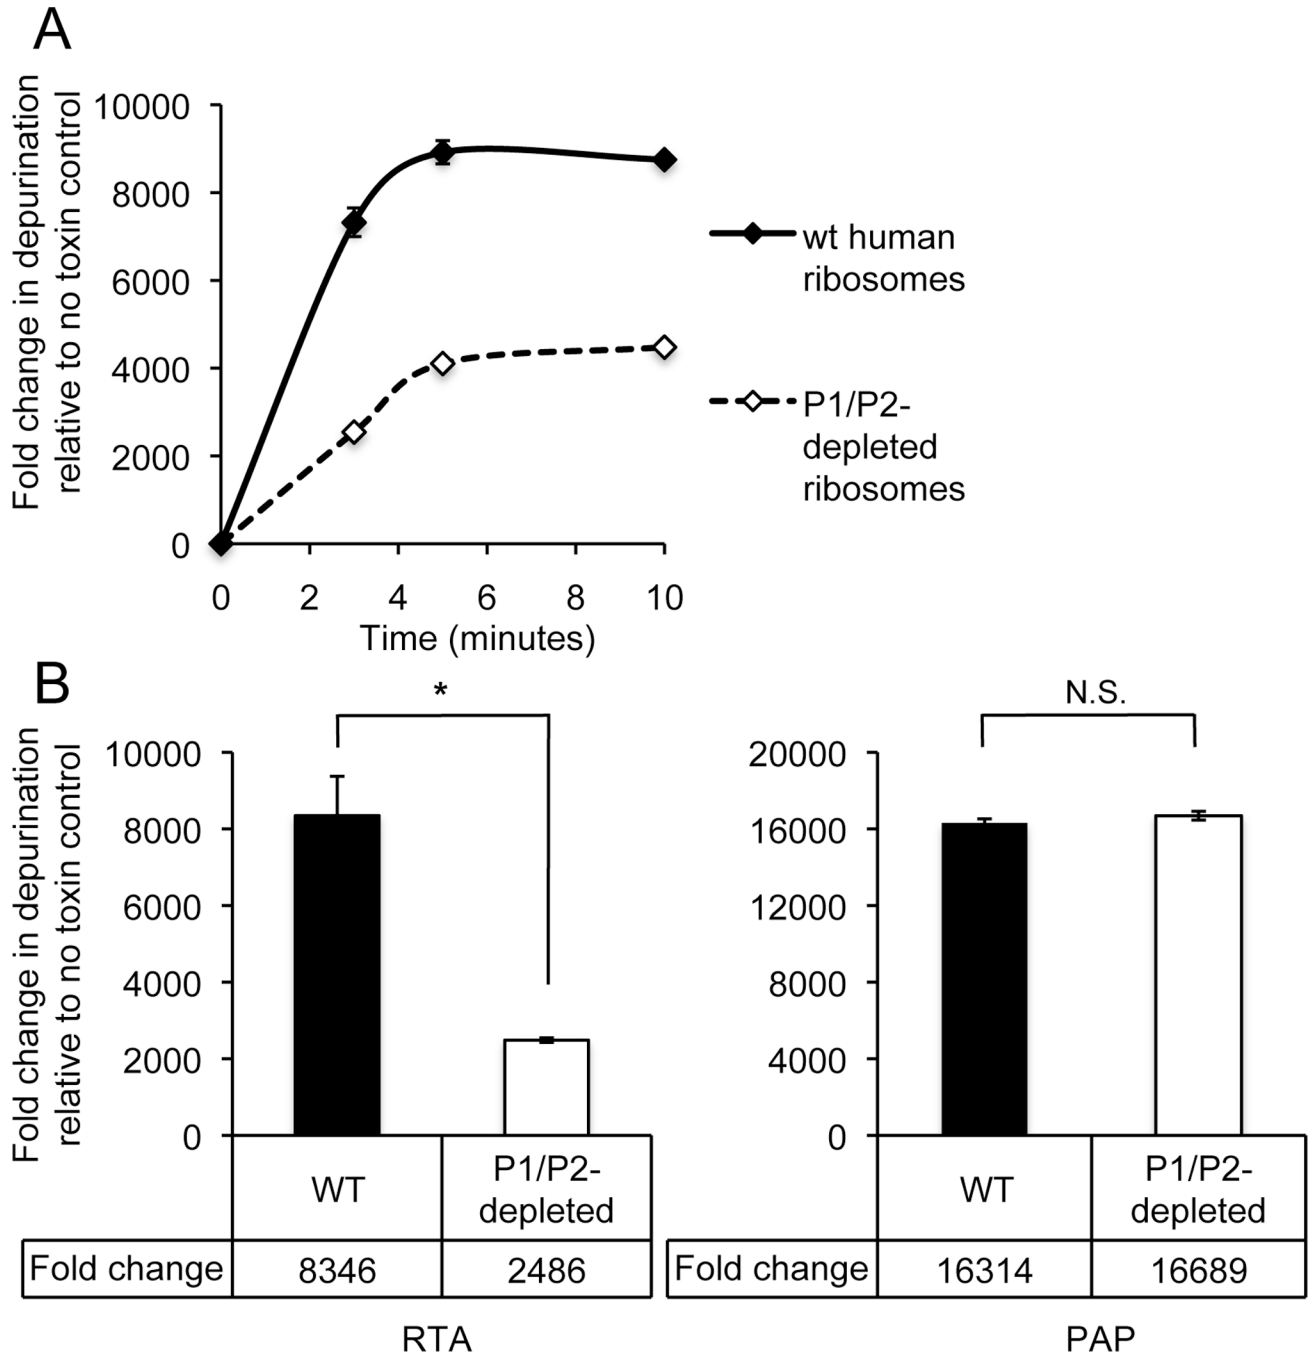 A
Fold change in depurination
relative to no toxin control
10000
8000
6000
4000
2000
0
0 2 4 6 8 10
Time (minutes)
wt human
ribosomes
P1/P2-
depleted
ribosomes
B
Fold change in depurination
relative to no toxin control
*
10000
8000
6000
4000
2000
0
WT
P1/P2-
depleted
Fold change 8346 2486
RTA
N.S.
20000
16000
12000
8000
4000
0
WT
P1/P2-
depleted
Fold change 16314 16689
PAP